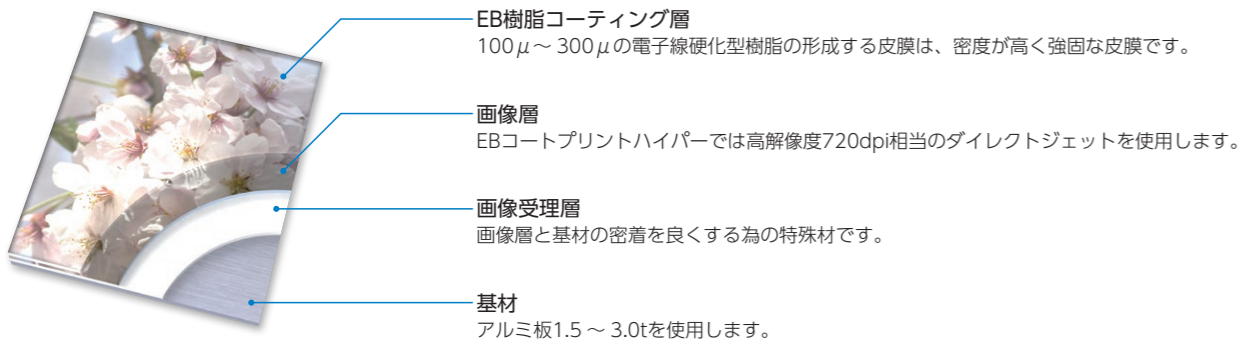 EB樹脂コーティング層
100μ～300μの電子線硬化型樹脂の形成する皮膜は、密度が高く強固な皮膜です。
画像層
EBコートプリントハイパーでは高解像度720dpi相当のダイレクトジェットを使用します。
画像受理層
画像層と基材の密着を良くする為の特殊材です。
基材
アルミ板1.5～3.0tを使用します。